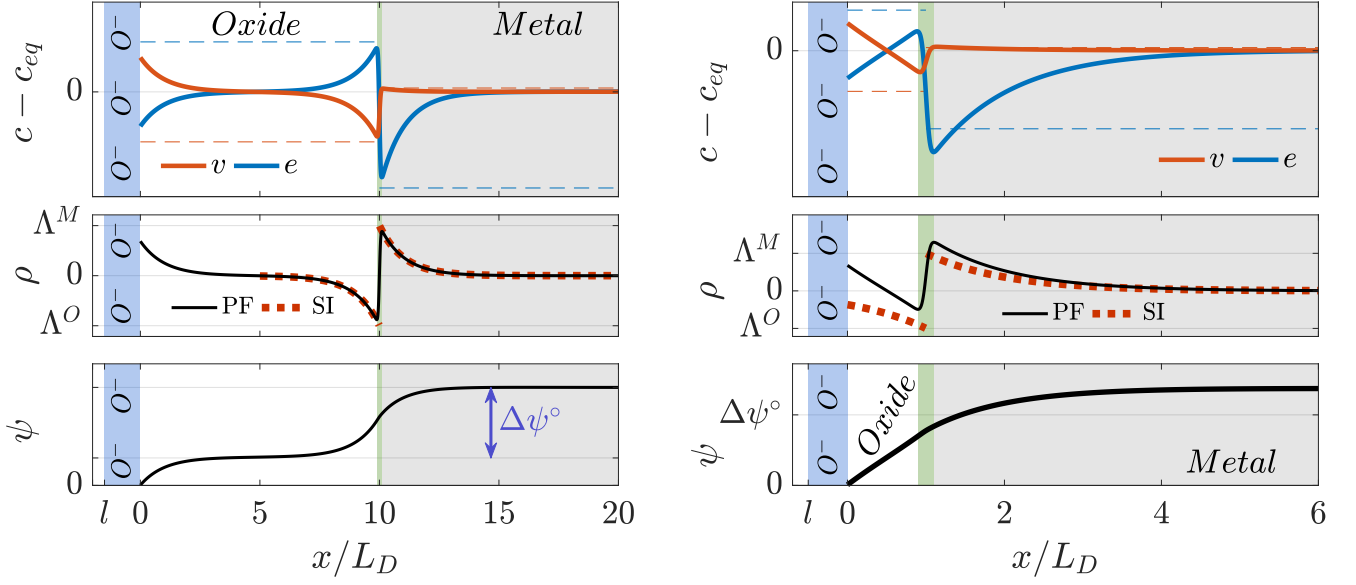 c − c_eq
0
O⁻
O⁻
O⁻
Oxide
Metal
v
e
ρ
Λ^M
0
Λ^O
O⁻
O⁻
PF
SI
ψ
0
O⁻
O⁻
Δψ°
l 0 5 10 15 20
x/L_D
c − c_eq
0
O⁻
O⁻
O⁻
v
e
ρ
Λ^M
0
Λ^O
O⁻
O⁻
PF
SI
ψ
Δψ°
0
O⁻
O⁻
Oxide
Metal
l 0 2 4 6
x/L_D